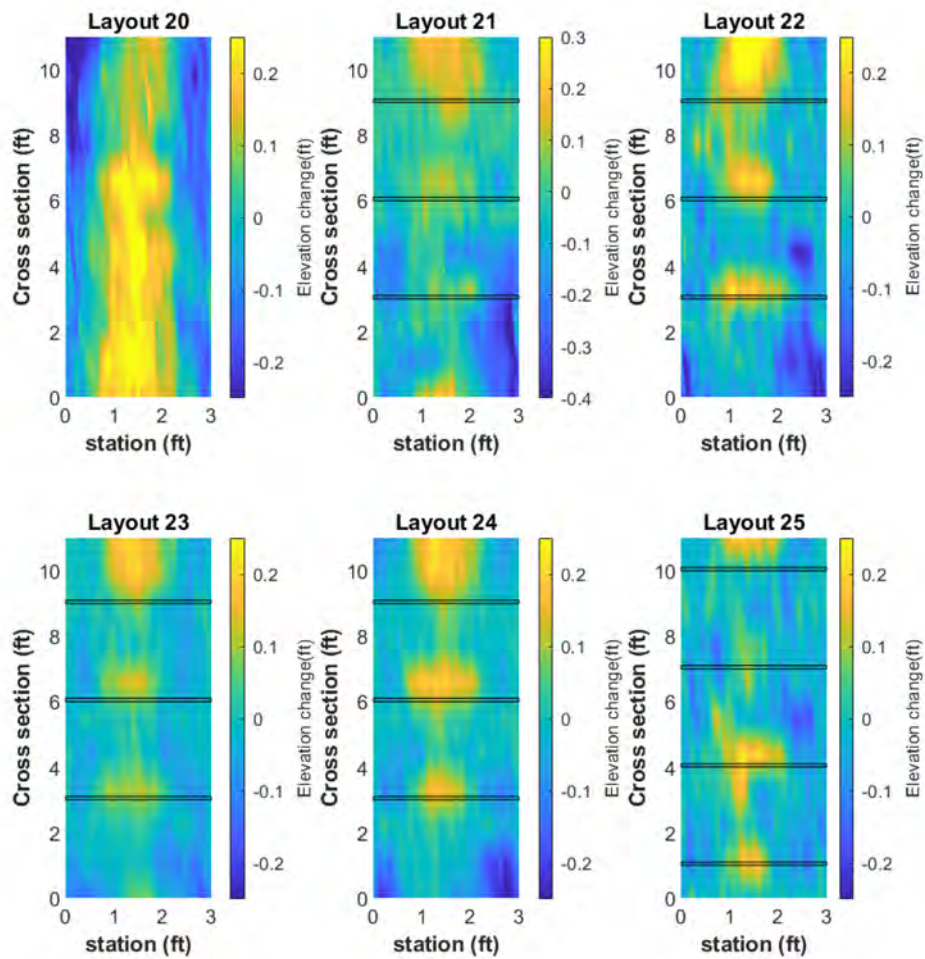 Layout 20
Cross section (ft)
10
8
6
4
2
0
0 1 2 3
station (ft)
0.2
0.1
0
-0.1
-0.2
Elevation change(ft)
Layout 21
Cross section (ft)
10
8
6
4
2
0
0 1 2 3
station (ft)
0.3
0.2
0.1
0
-0.1
-0.2
-0.3
-0.4
Elevation change(ft)
Layout 22
Cross section (ft)
10
8
6
4
2
0
0 1 2 3
station (ft)
0.2
0.1
0
-0.1
-0.2
Elevation change(ft)
Layout 23
Cross section (ft)
10
8
6
4
2
0
0 1 2 3
station (ft)
0.2
0.1
0
-0.1
-0.2
Elevation change(ft)
Layout 24
Cross section (ft)
10
8
6
4
2
0
0 1 2 3
station (ft)
0.2
0.1
0
-0.1
-0.2
Elevation change(ft)
Layout 25
Cross section (ft)
10
8
6
4
2
0
0 1 2 3
station (ft)
0.2
0.1
0
-0.1
-0.2
Elevation change(ft)